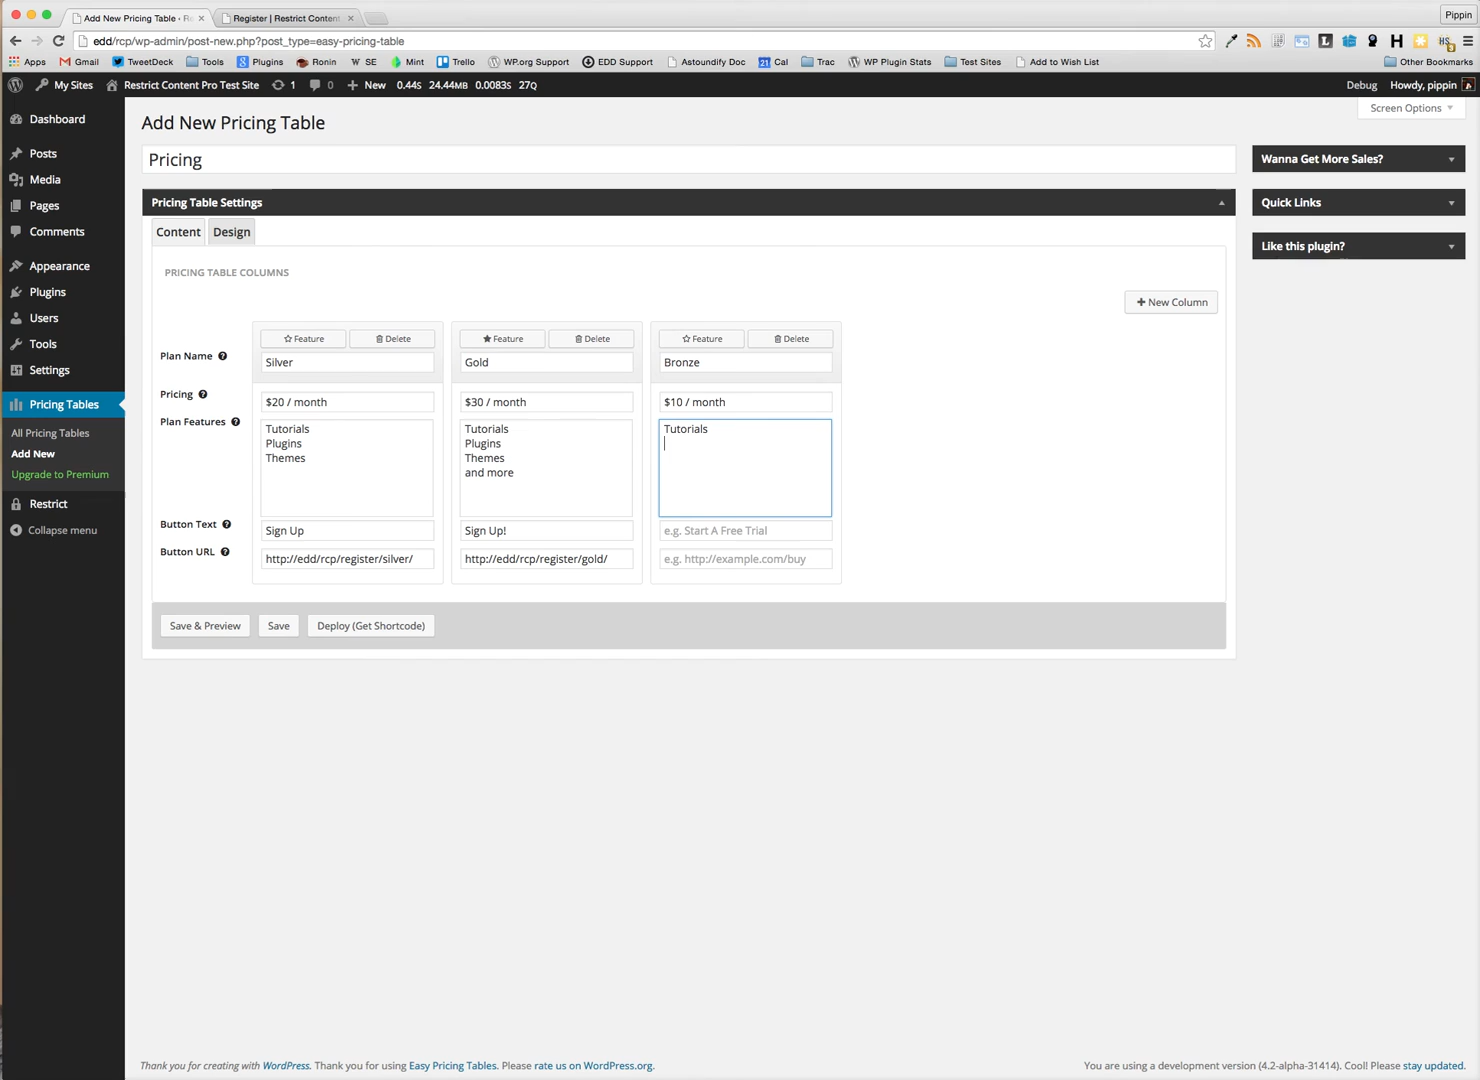 Add New Pricing Table ‹ R
Register | Restrict Content
Pippin
edd/rcp/wp-admin/post-new.php?post_type=easy-pricing-table
Apps Gmail TweetDeck Tools Plugins Ronin SE Mint Trello WP.org Support EDD Support Astoundify Doc Cal Trac WP Plugin Stats Test Sites Add to Wish List Other Bookmarks
My Sites Restrict Content Pro Test Site 1 0 + New 0.44S 24.44MB 0.0083S 27Q Debug Howdy, pippin
Screen Options
Dashboard
Posts
Media
Pages
Comments
Appearance
Plugins
Users
Tools
Settings
Pricing Tables
All Pricing Tables
Add New
Upgrade to Premium
Restrict
Collapse menu
Add New Pricing Table
Pricing
Pricing Table Settings
Content Design
PRICING TABLE COLUMNS
+ New Column
Feature Delete Feature Delete Feature Delete
Plan Name Silver Gold Bronze
Pricing $20 / month $30 / month $10 / month
Plan Features Tutorials Tutorials Tutorials
Plugins Plugins
Themes Themes
and more
Button Text Sign Up Sign Up! e.g. Start A Free Trial
Button URL http://edd/rcp/register/silver/ http://edd/rcp/register/gold/ e.g. http://example.com/buy
Save & Preview Save Deploy (Get Shortcode)
Wanna Get More Sales?
Quick Links
Like this plugin?
Thank you for creating with WordPress. Thank you for using Easy Pricing Tables. Please rate us on WordPress.org.
You are using a development version (4.2-alpha-31414). Cool! Please stay updated.